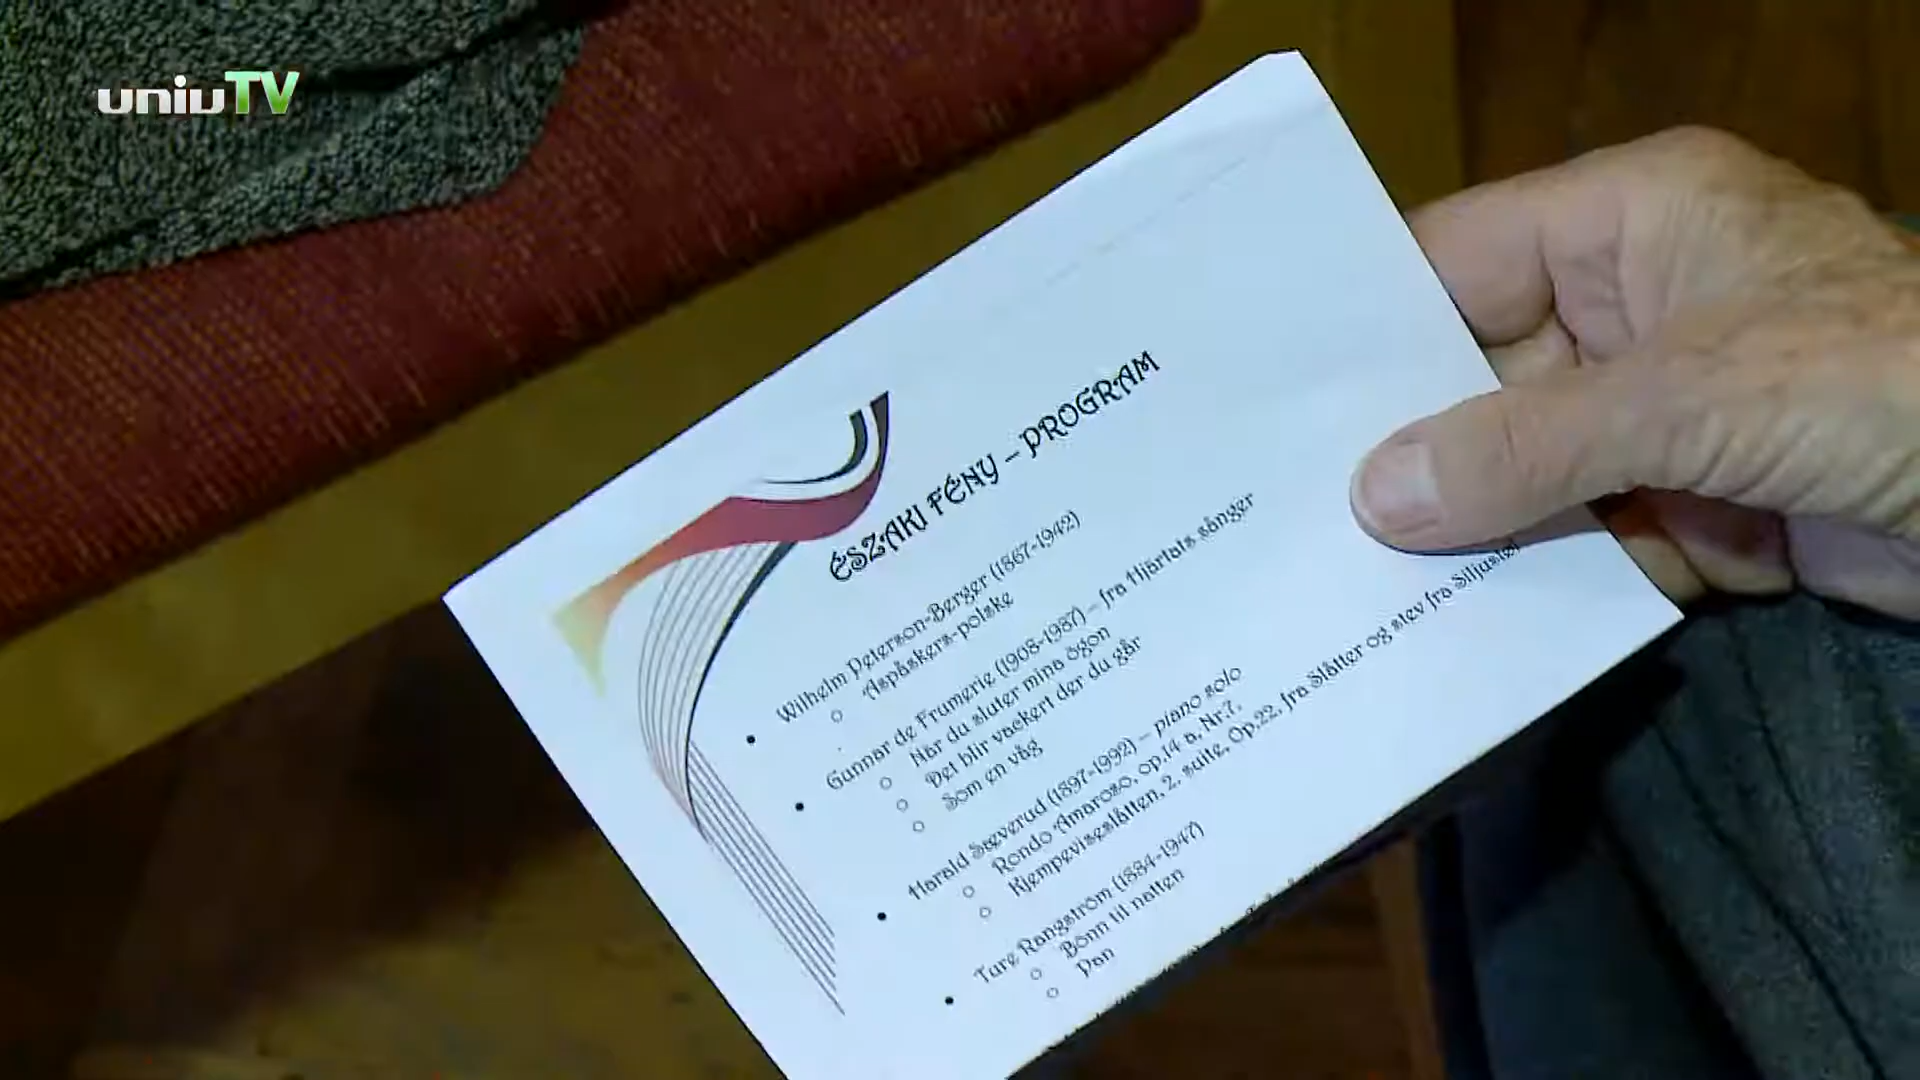 uniuTV
ÉSZAKI FÉNY – PROGRAM
Wilhelm Peterson-Berger (1867-1942)
Aspåskers-polske
Gunnar de Frumerie (1908-1987) – fra Hjärtats sånger
När du sluter mina ögon
Det blir vackert der du går
Som en våg
Harald Sæverud (1897-1992) – piano solo
Rondo Amaroso, op.14 a, Nr.7.
Kjempeviseslåtten, 2. suite, Op.22. fra Slåtter og stev fra Siljustøl
Ture Rangström (1884-1947)
Bönn til natten
Pan